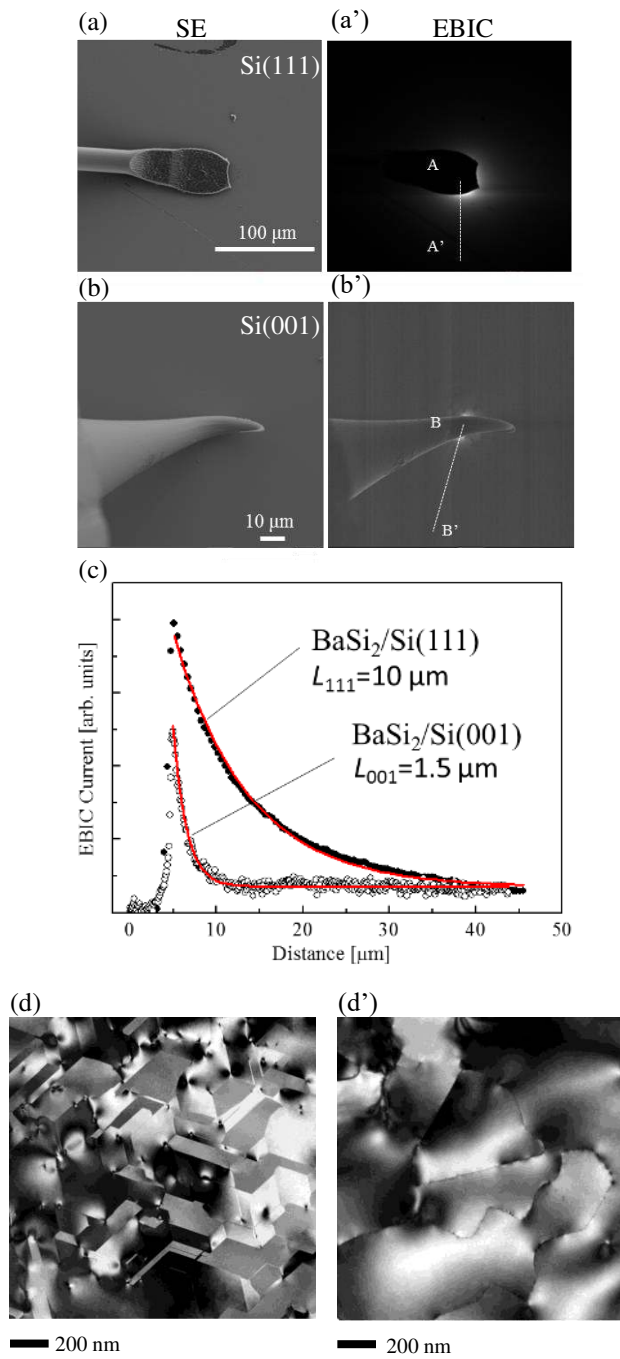 (a) SE (a’) EBIC
Si(111)
A
A’
100 μm
(b) (b’)
Si(001)
B
B’
10 μm
(c)
BaSi₂/Si(111)
L₁₁₁=10 μm
BaSi₂/Si(001)
L₀₀₁=1.5 μm
EBIC Current [arb. units]
0 10 20 30 40 50
Distance [μm]
(d) (d’)
200 nm 200 nm